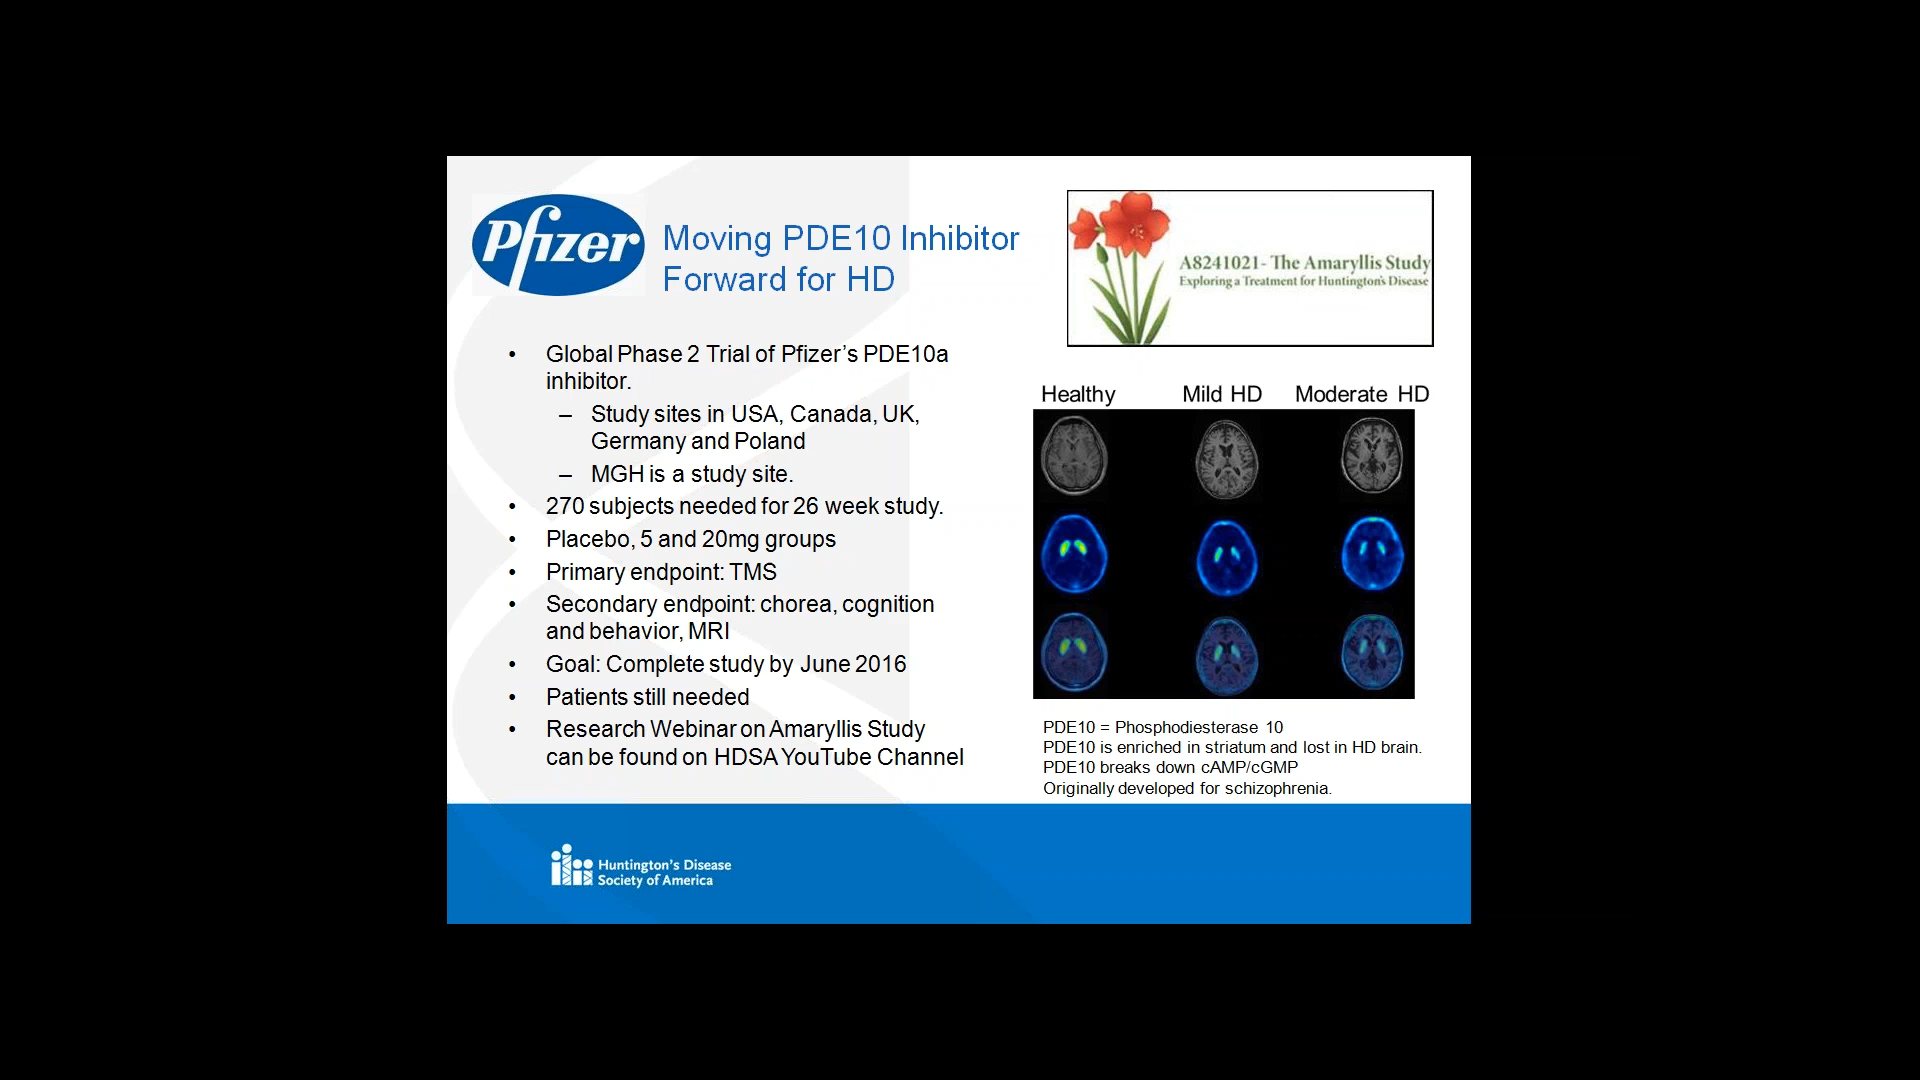 Pfizer
Moving PDE10 Inhibitor
Forward for HD
A8241021- The Amaryllis Study
Exploring a Treatment for Huntington's Disease
• Global Phase 2 Trial of Pfizer’s PDE10a
inhibitor.
– Study sites in USA, Canada, UK,
Germany and Poland
– MGH is a study site.
• 270 subjects needed for 26 week study.
• Placebo, 5 and 20mg groups
• Primary endpoint: TMS
• Secondary endpoint: chorea, cognition
and behavior, MRI
• Goal: Complete study by June 2016
• Patients still needed
• Research Webinar on Amaryllis Study
can be found on HDSA YouTube Channel
Healthy Mild HD Moderate HD
PDE10 = Phosphodiesterase 10
PDE10 is enriched in striatum and lost in HD brain.
PDE10 breaks down cAMP/cGMP
Originally developed for schizophrenia.
Huntington's Disease
Society of America